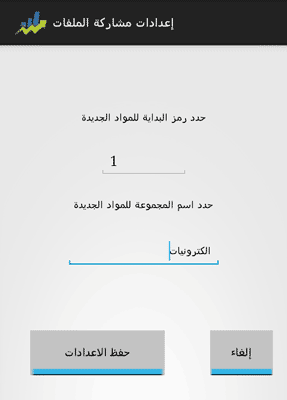 إعدادات مشاركة الملفات
حدد رمز البداية للمواد الجديدة
1
حدد اسم المجموعة للمواد الجديدة
الكترونيات
حفظ الاعدادات
إلغاء